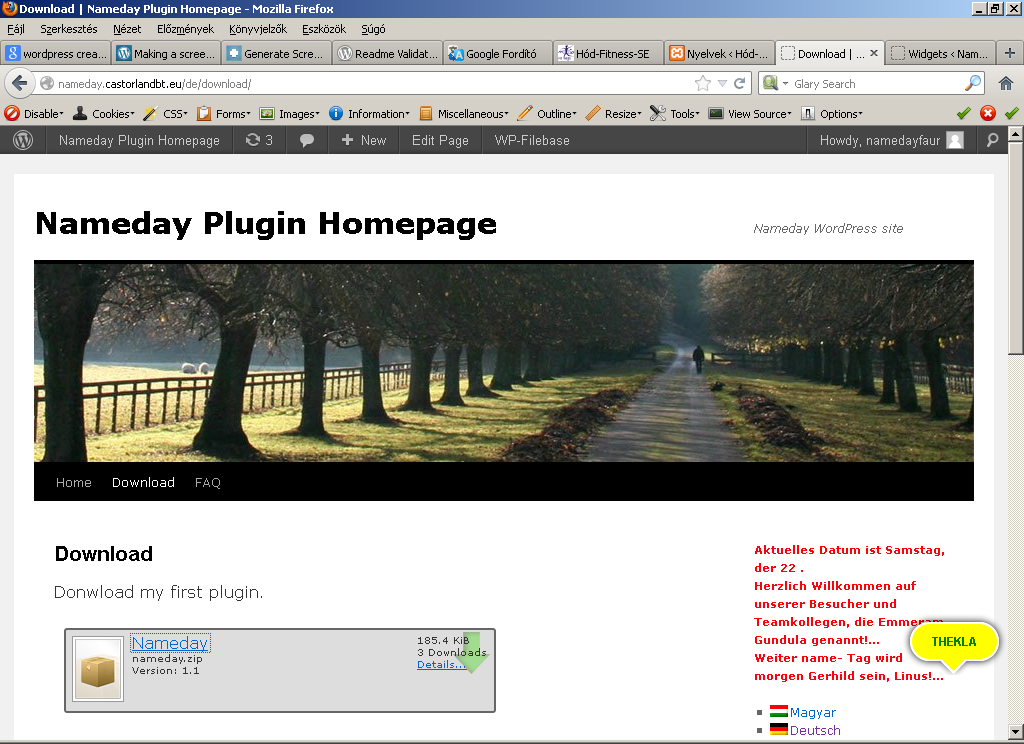 Download | Nameday Plugin Homepage - Mozilla Firefox
Fájl Szerkesztés Nézet Előzmények Könyvjelzők Eszközök Súgó
wordpress crea... Making a scree... Generate Scre... Readme Validat... Google Fordító Hód-Fitness-SE Nyelvek ‹ Hód-... Download | ... Widgets ‹ Nam...
nameday.castorlandbt.eu/de/download/ Glary Search
Disable Cookies CSS Forms Images Information Miscellaneous Outline Resize Tools View Source Options
Nameday Plugin Homepage 3 New Edit Page WP-Filebase Howdy, namedayfaur
Nameday Plugin Homepage
Nameday WordPress site
Home Download FAQ
Download
Donwload my first plugin.
Nameday
nameday.zip
Version: 1.1
185.4 KiB
3 Downloads
Details...
Aktuelles Datum ist Samstag,
der 22 .
Herzlich Willkommen auf
unserer Besucher und
Teamkollegen, die Emmeram
Gundula genannt!...
Weiter name- Tag wird
morgen Gerhild sein, Linus!...
THEKLA
Magyar
Deutsch